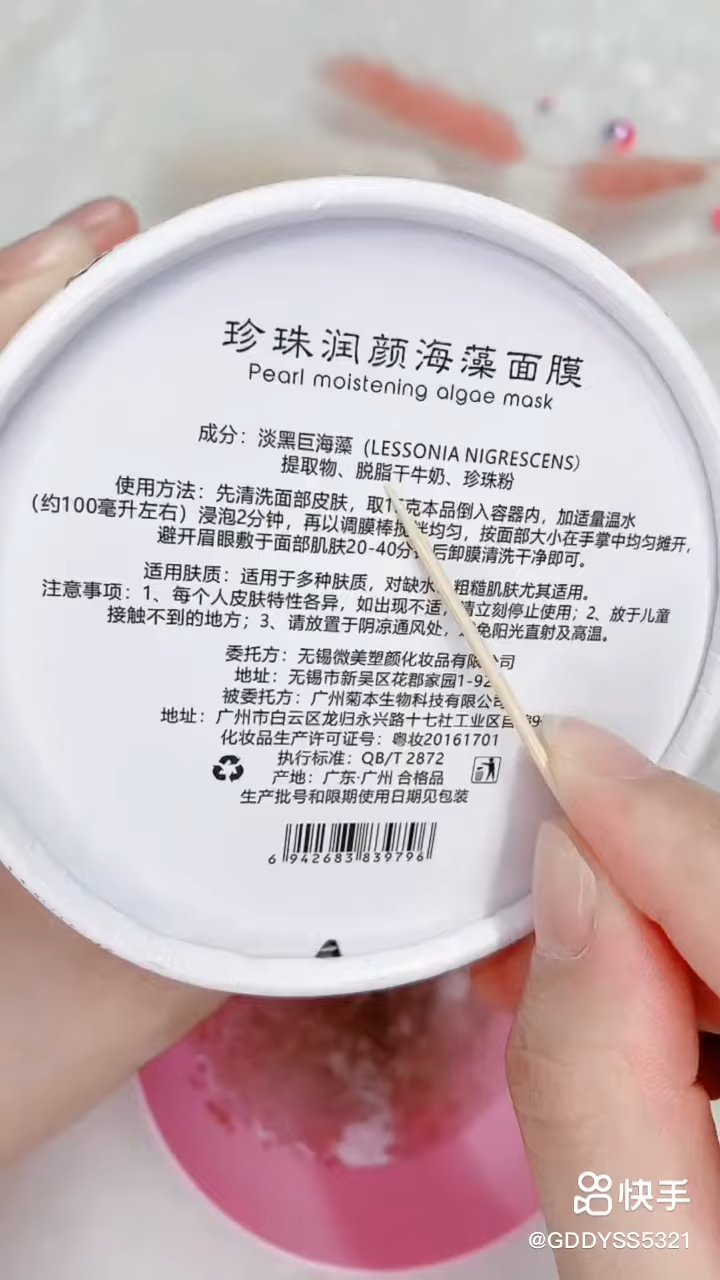 珍珠润颜海藻面膜
Pearl moistening algae mask
成分：淡黑巨海藻（LESSONIA NIGRESCENS）
提取物、脱脂干牛奶、珍珠粉
使用方法：先清洗面部皮肤，取 克本品倒入容器内，加适量温水
（约100毫升左右）浸泡2分钟，再以调膜棒搅拌均匀，按面部大小在手掌中均匀摊开，
避开眉眼敷于面部肌肤20-40分 后卸膜清洗干净即可。
适用肤质：适用于多种肤质，对缺水、粗糙肌肤尤其适用。
注意事项：1、每个人皮肤特性各异，如出现不适，请立刻停止使用；2、放于儿童
接触不到的地方；3、请放置于阴凉通风处， 免阳光直射及高温。
委托方：无锡微美塑颜化妆品有限公司
地址：无锡市新吴区花郡家园1-92
被委托方：广州菊本生物科技有限公司
地址：广州市白云区龙归永兴路十七社工业区自
化妆品生产许可证号：粤妆20161701
执行标准：QB/T 2872
产地：广东·广州 合格品
生产批号和限期使用日期见包装
6 942683 839796
快手
@GDDYSS5321